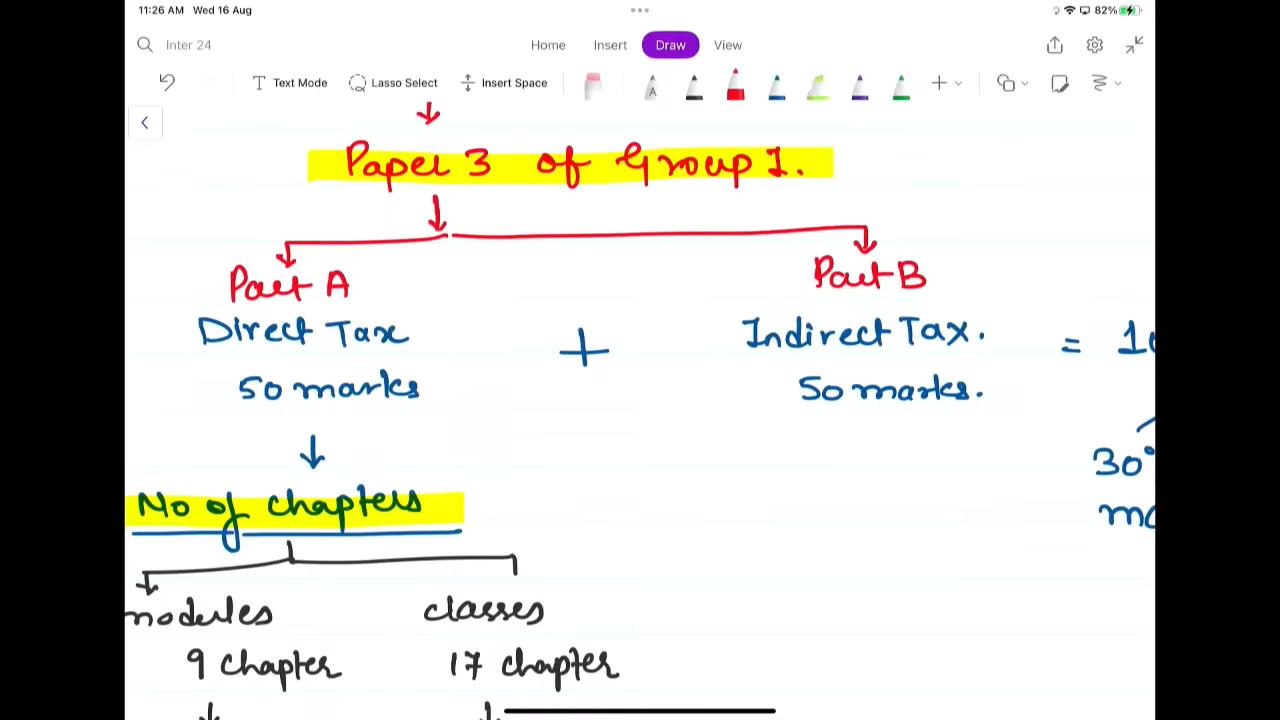 11:26 AM Wed 16 Aug
82%
Inter 24
Home Insert Draw View
Text Mode Lasso Select Insert Space
Paper 3 of Group I.
Part A
Part B
Direct Tax + Indirect Tax. =
50 marks 50 marks.
30%
No of chapters
modules classes
9 chapter 17 chapter